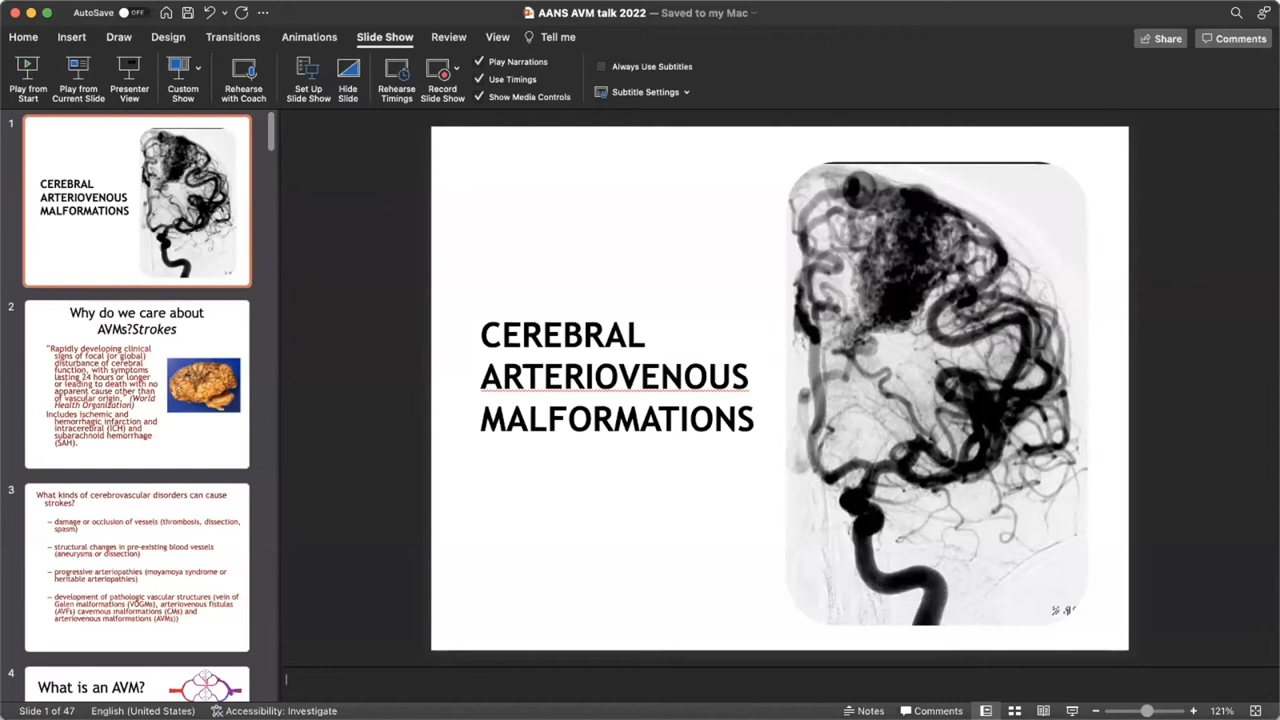 AutoSave OFF
AANS AVM talk 2022 — Saved to my Mac
Home Insert Draw Design Transitions Animations Slide Show Review View Tell me
Share Comments
Play from Start
Play from Current Slide
Presenter View
Custom Show
Rehearse with Coach
Set Up Slide Show
Hide Slide
Rehearse Timings
Record Slide Show
Play Narrations
Use Timings
Show Media Controls
Always Use Subtitles
Subtitle Settings
1
CEREBRAL
ARTERIOVENOUS
MALFORMATIONS
2
Why do we care about
AVMs?Strokes
"Rapidly developing clinical
signs of focal (or global)
disturbance of cerebral
function, with symptoms
lasting 24 hours or longer
or leading to death with no
apparent cause other than
of vascular origin." (World
Health Organization)
Includes ischemic and
hemorrhagic infarction and
intracerebral (ICH) and
subarachnoid hemorrhage
(SAH).
3
What kinds of cerebrovascular disorders can cause
strokes?
– damage or occlusion of vessels (thrombosis, dissection,
spasm)
– structural changes in pre-existing blood vessels
(aneurysms or dissection)
– progressive arteriopathies (moyamoya syndrome or
heritable arteriopathies)
– development of pathologic vascular structures (vein of
Galen malformations (VOGMs), arteriovenous fistulas
(AVFs) cavernous malformations (CMs) and
arteriovenous malformations (AVMs))
4
What is an AVM?
CEREBRAL
ARTERIOVENOUS
MALFORMATIONS
Slide 1 of 47 English (United States) Accessibility: Investigate
Notes Comments 121%